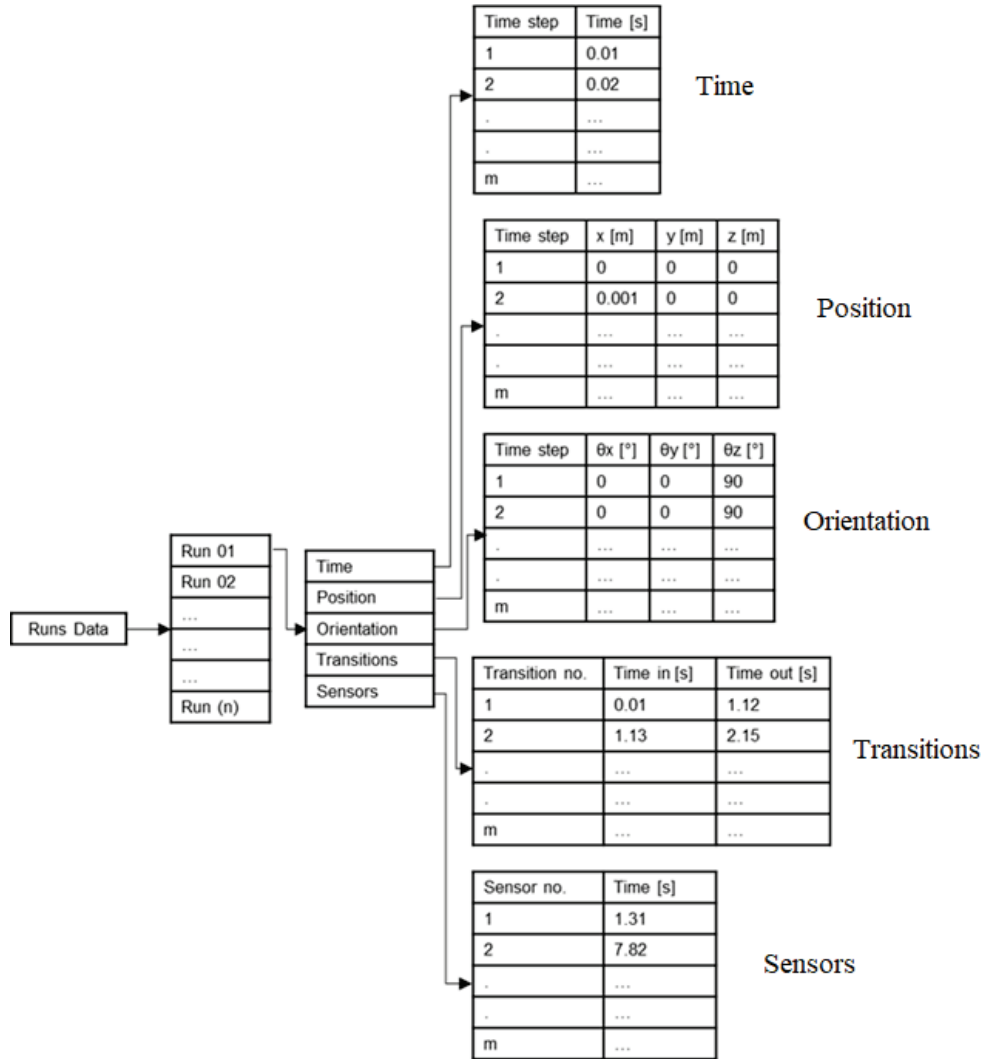 Time step Time [s]
1 0.01
2 0.02
. ...
. ...
m ...
Time
Time step x [m] y [m] z [m]
1 0 0 0
2 0.001 0 0
. ... ... ...
. ... ... ...
m ... ... ...
Position
Time step θx [°] θy [°] θz [°]
1 0 0 90
2 0 0 90
. ... ... ...
. ... ... ...
m ... ... ...
Orientation
Runs Data
Run 01
Run 02
...
...
...
Run (n)
Time
Position
Orientation
Transitions
Sensors
Transition no. Time in [s] Time out [s]
1 0.01 1.12
2 1.13 2.15
. ... ...
. ... ...
m ... ...
Transitions
Sensor no. Time [s]
1 1.31
2 7.82
. ...
. ...
m ...
Sensors